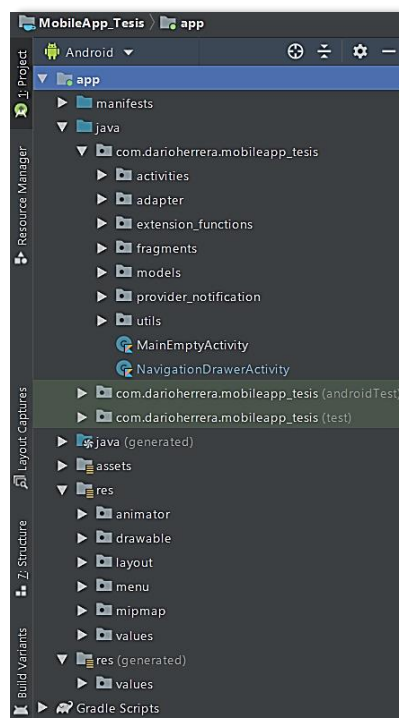 MobileApp_Tesis
app
Android
1: Project
app
manifests
java
com.darioherrera.mobileapp_tesis
activities
adapter
extension_functions
fragments
models
provider_notification
utils
MainEmptyActivity
NavigationDrawerActivity
com.darioherrera.mobileapp_tesis (androidTest)
com.darioherrera.mobileapp_tesis (test)
java (generated)
assets
res
animator
drawable
layout
menu
mipmap
values
res (generated)
values
Gradle Scripts
Resource Manager
Layout Captures
Z: Structure
Build Variants